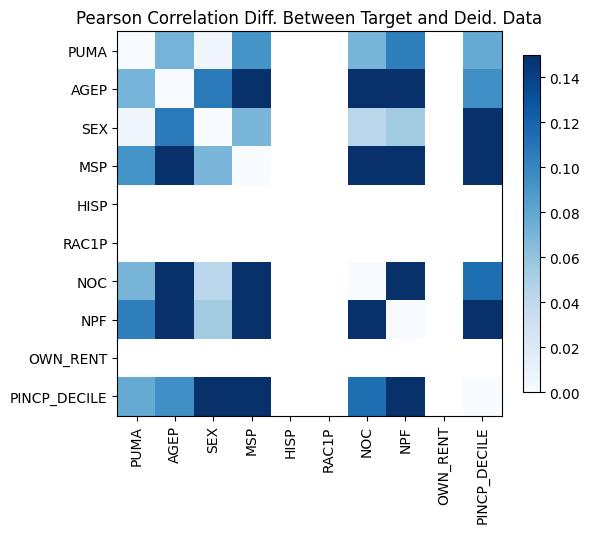 Pearson Correlation Diff. Between Target and Deid. Data
PUMA
AGEP
SEX
MSP
HISP
RAC1P
NOC
NPF
OWN_RENT
PINCP_DECILE
PUMA
AGEP
SEX
MSP
HISP
RAC1P
NOC
NPF
OWN_RENT
PINCP_DECILE
0.14
0.12
0.10
0.08
0.06
0.04
0.02
0.00